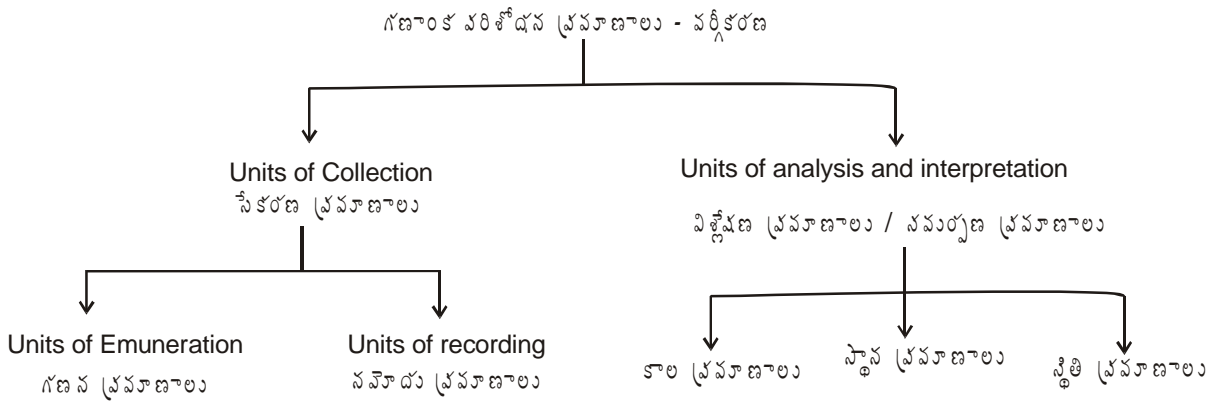 గణాంక పరిశోధన ప్రమాణాలు - వర్గీకరణ
Units of Collection
సేకరణ ప్రమాణాలు
Units of analysis and interpretation
విశ్లేషణ ప్రమాణాలు / సమర్పణ ప్రమాణాలు
Units of Emuneration
గణన ప్రమాణాలు
Units of recording
నమోదు ప్రమాణాలు
కాల ప్రమాణాలు
స్థాన ప్రమాణాలు
స్థితి ప్రమాణాలు